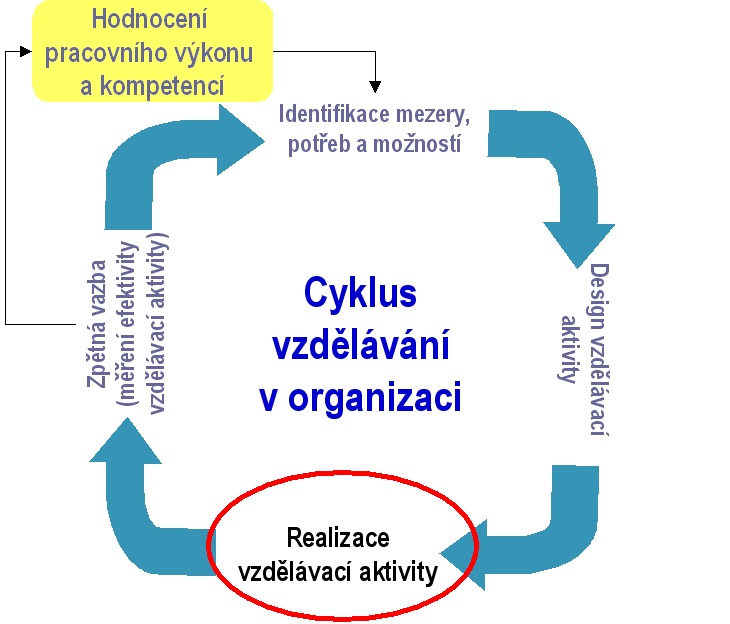 Hodnocení
pracovního výkonu
a kompetencí
Identifikace mezery,
potřeb a možností
Design vzdělávací
aktivity
Cyklus
vzdělávání
v organizaci
Zpětná vazba
(měření efektivity
vzdělávací aktivity)
Realizace
vzdělávací aktivity